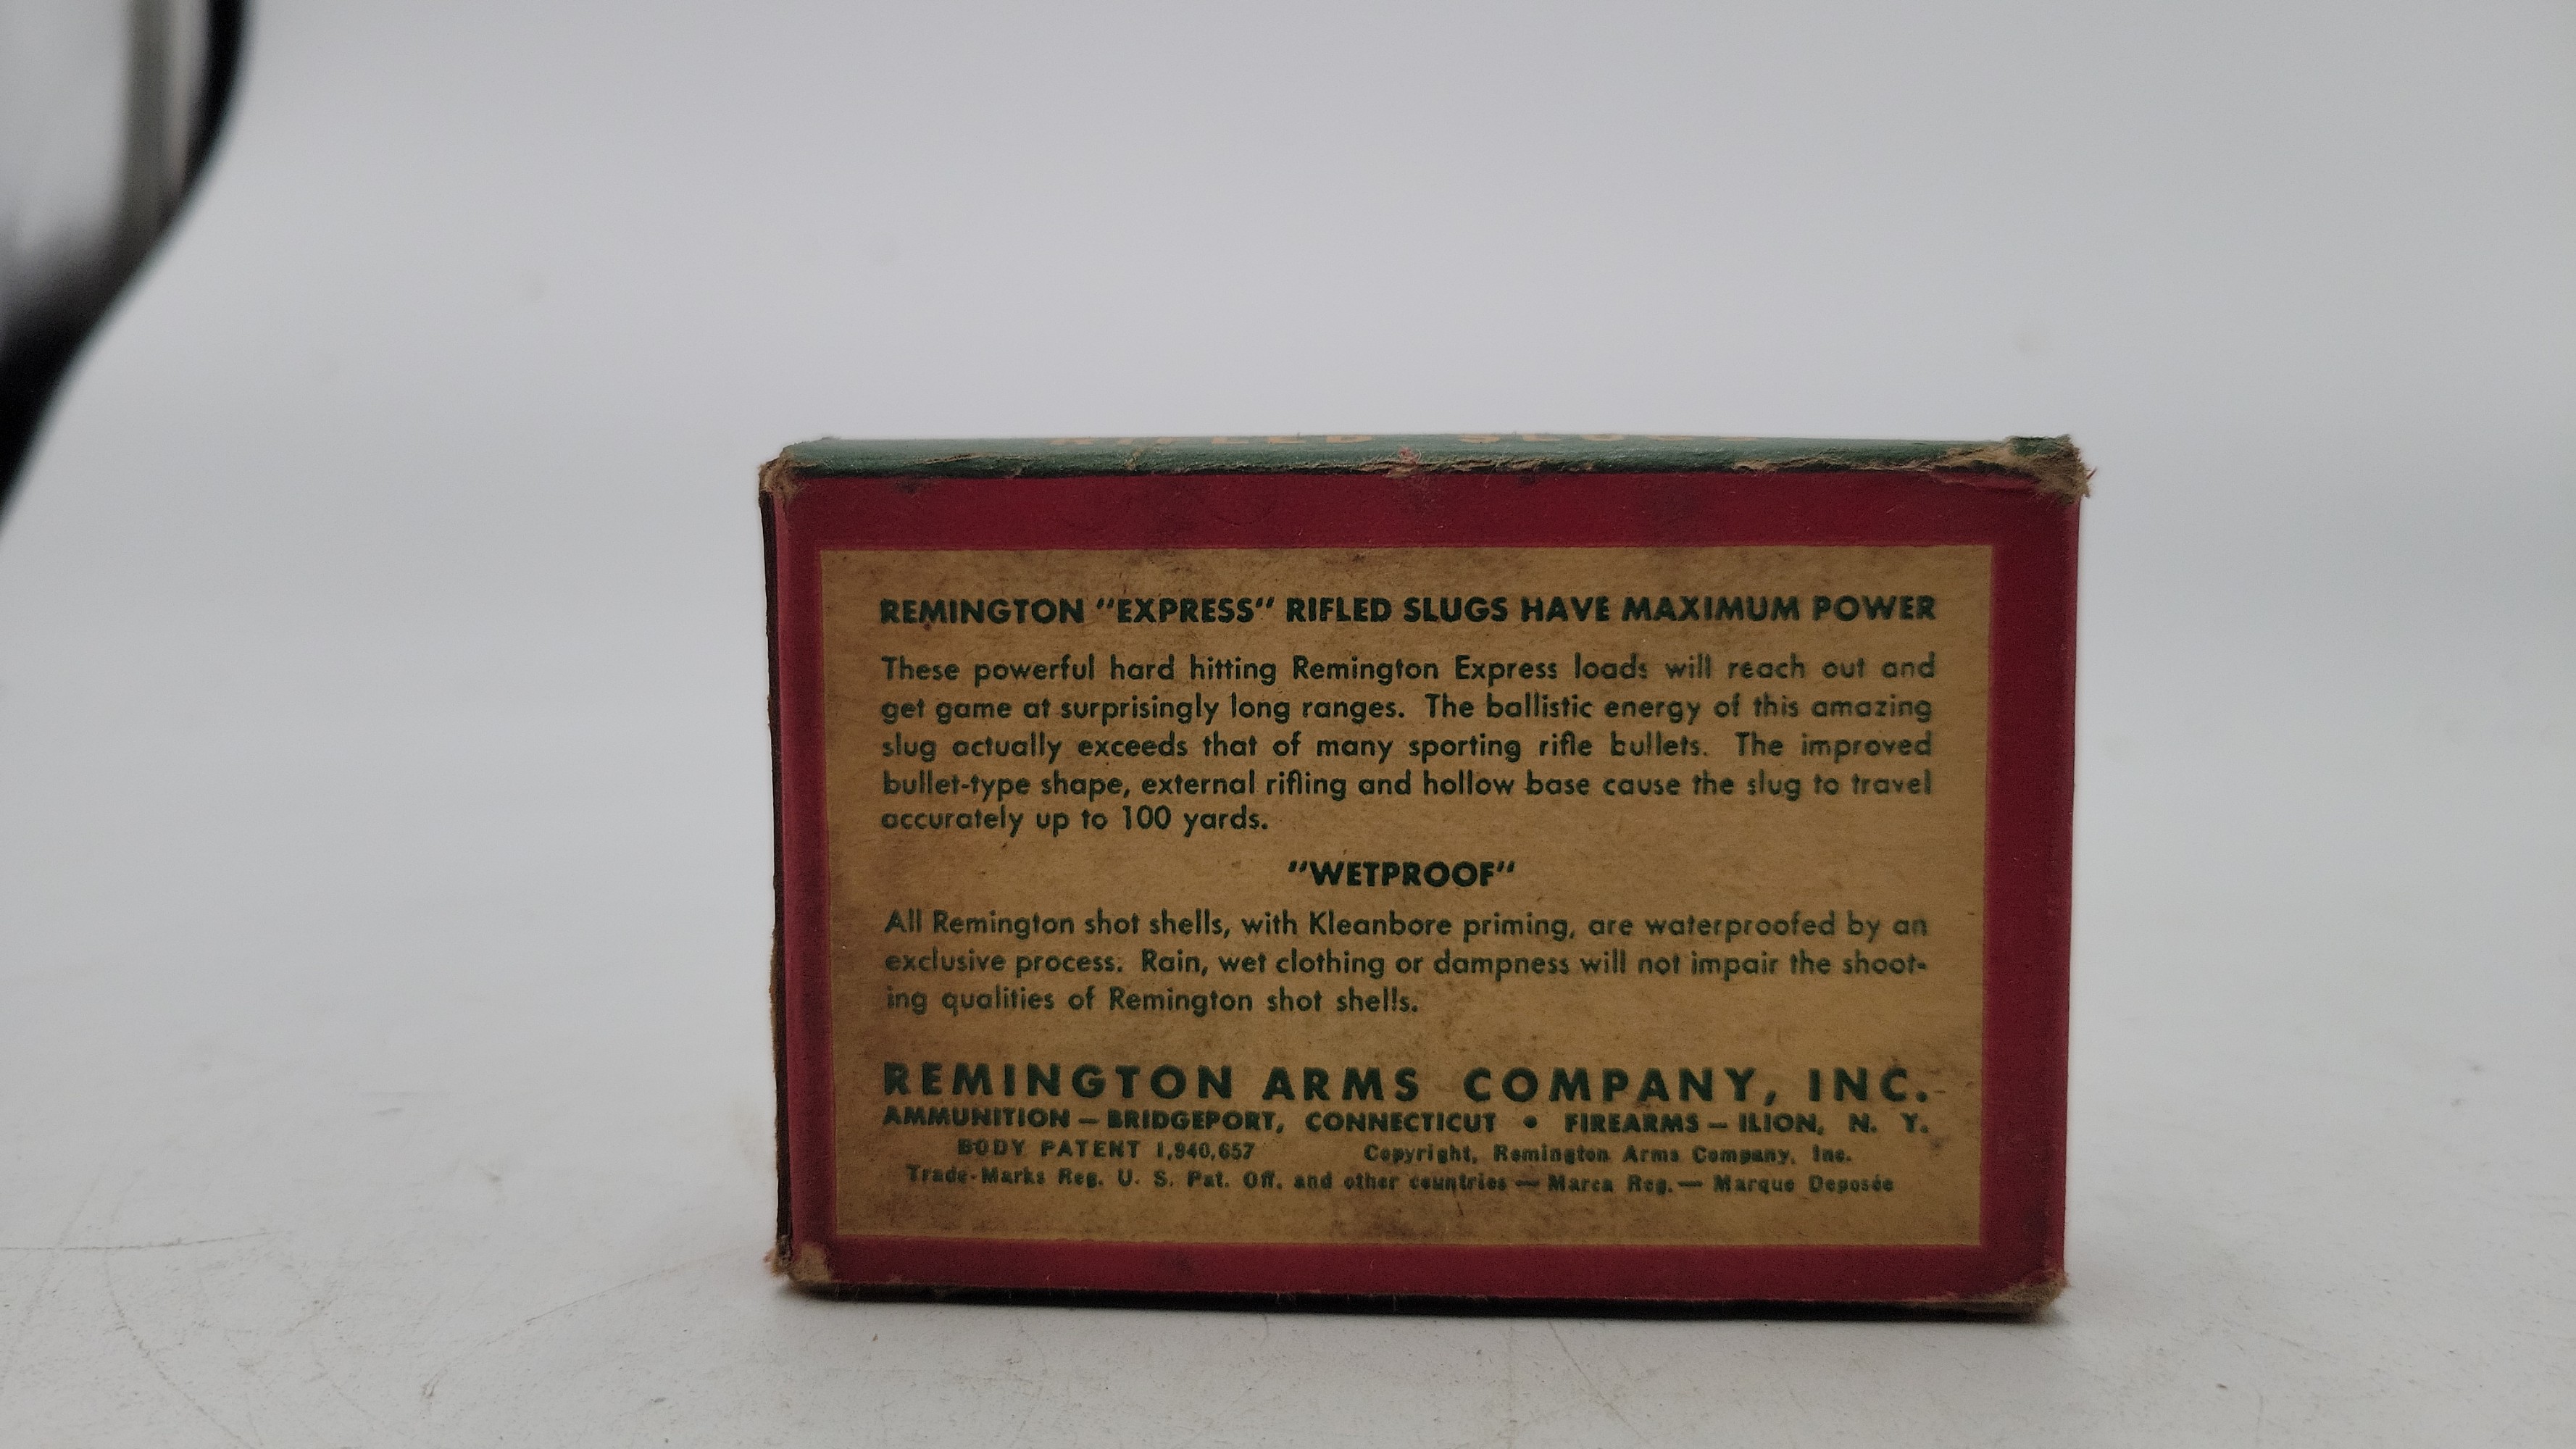 RIFLED SLUGS
REMINGTON "EXPRESS" RIFLED SLUGS HAVE MAXIMUM POWER
These powerful hard hitting Remington Express loads will reach out and
get game at surprisingly long ranges. The ballistic energy of this amazing
slug actually exceeds that of many sporting rifle bullets. The improved
bullet-type shape, external rifling and hollow base cause the slug to travel
accurately up to 100 yards.
"WETPROOF"
All Remington shot shells, with Kleanbore priming, are waterproofed by an
exclusive process. Rain, wet clothing or dampness will not impair the shoot-
ing qualities of Remington shot shells.
REMINGTON ARMS COMPANY, INC.
AMMUNITION — BRIDGEPORT, CONNECTICUT • FIREARMS — ILION, N. Y.
BODY PATENT 1,940,657 Copyright, Remington Arms Company, Inc.
Trade-Marks Reg. U. S. Pat. Off. and other countries — Marca Reg. — Marque Deposée